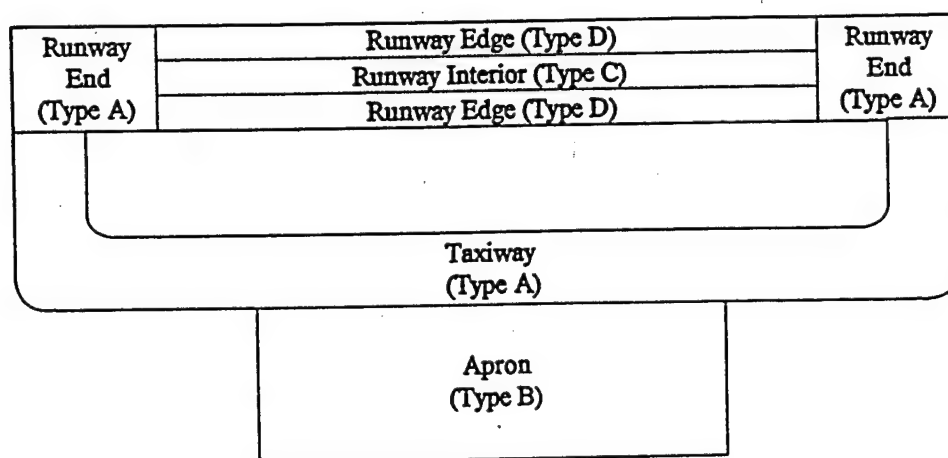 Runway
End
(Type A)
Runway Edge (Type D)
Runway Interior (Type C)
Runway Edge (Type D)
Runway
End
(Type A)
Taxiway
(Type A)
Apron
(Type B)